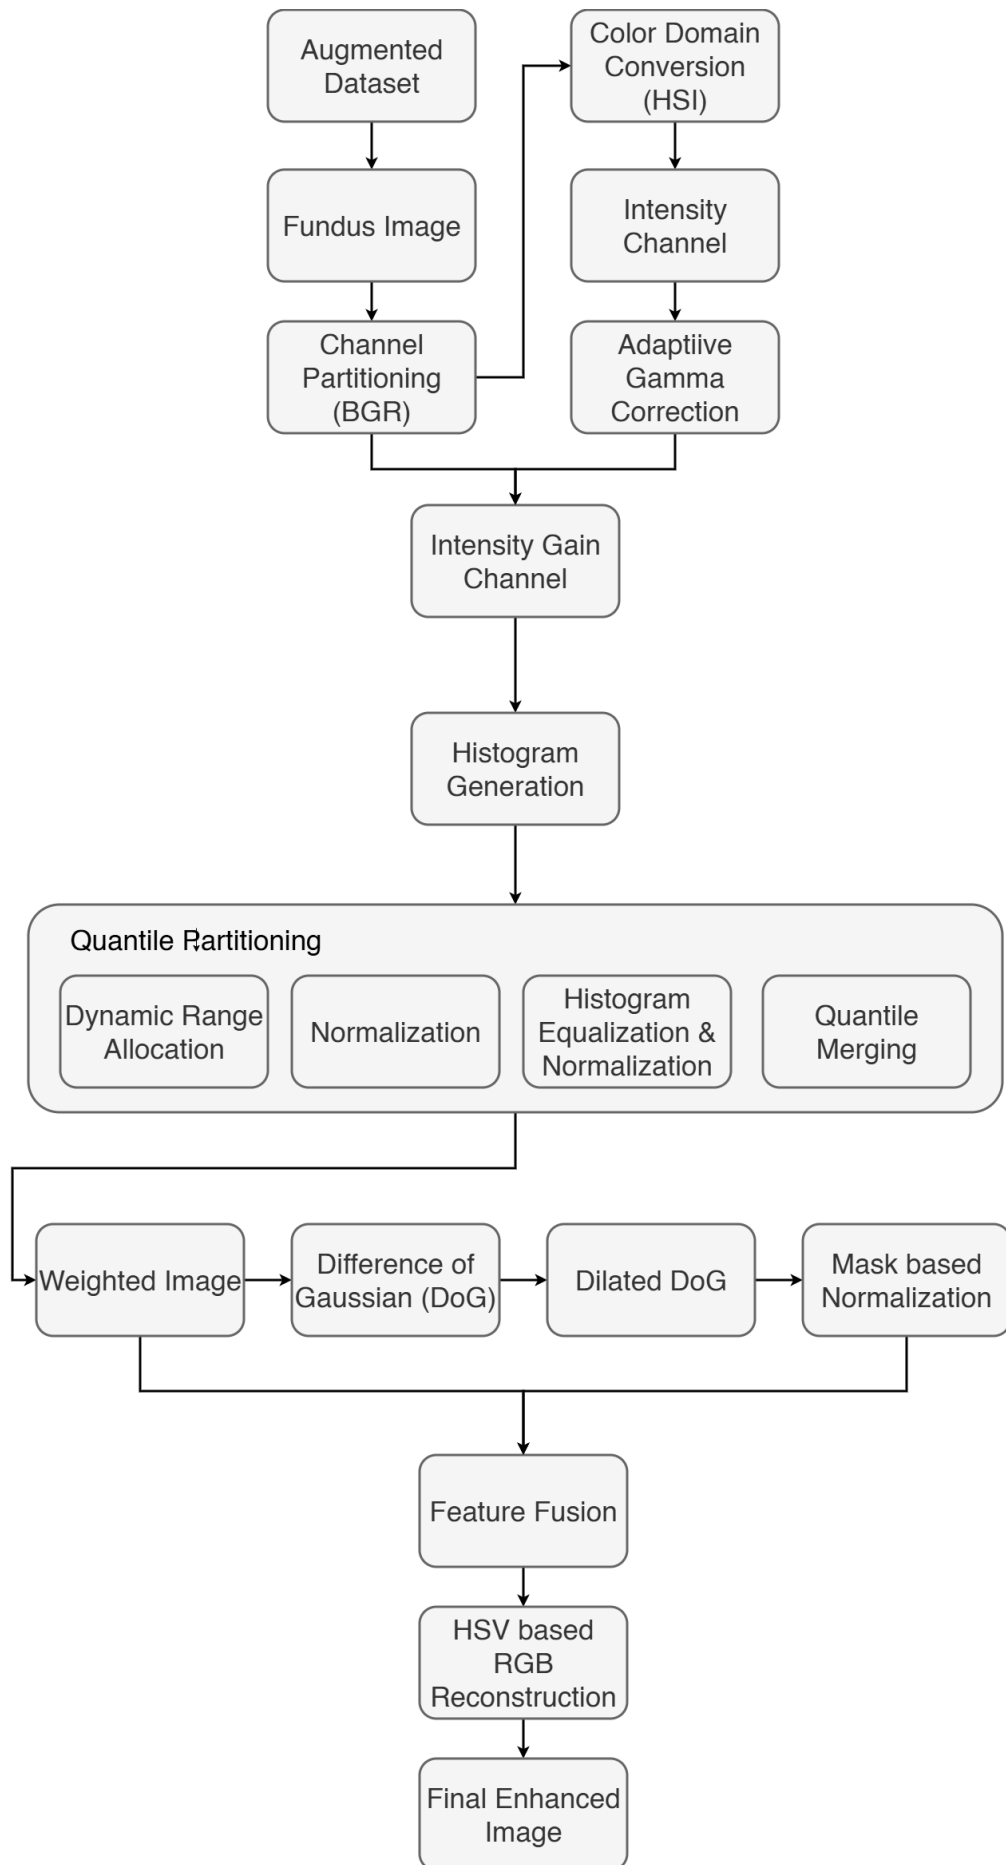 Augmented
Dataset
Fundus Image
Channel
Partitioning
(BGR)
Color Domain
Conversion
(HSI)
Intensity
Channel
Adaptiive
Gamma
Correction
Intensity Gain
Channel
Histogram
Generation
Quantile Partitioning
Dynamic Range
Allocation
Normalization
Histogram
Equalization &
Normalization
Quantile
Merging
Weighted Image
Difference of
Gaussian (DoG)
Dilated DoG
Mask based
Normalization
Feature Fusion
HSV based
RGB
Reconstruction
Final Enhanced
Image